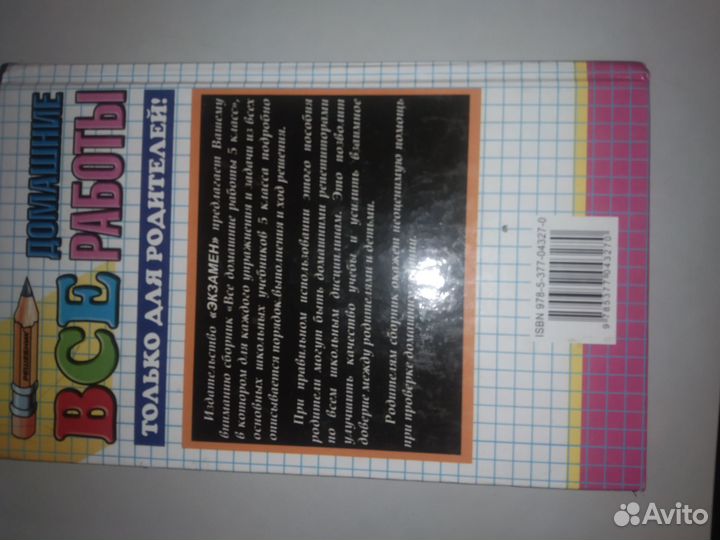 ДОМАШНИЕ
ВСЕ
РАБОТЫ
ТОЛЬКО ДЛЯ РОДИТЕЛЕЙ!
Издательство «ЭКЗАМЕН» предлагает Вашему
вниманию сборник «Все домашние работы 5 класс»,
в котором для каждого упражнения и задачи из всех
основных школьных учебников 5 класса подробно
описывается порядок выполнения и ход решения.
При правильном использовании этого пособия
родители могут быть домашними репетиторами
по всем школьным дисциплинам. Это позволит
улучшить качество учебы и усилить взаимное
доверие между родителями и детьми.
Родителям сборник окажет неоценимую помощь
при проверке домашних
ISBN 978-5-377-04327-0
9 785377 043270
Avito